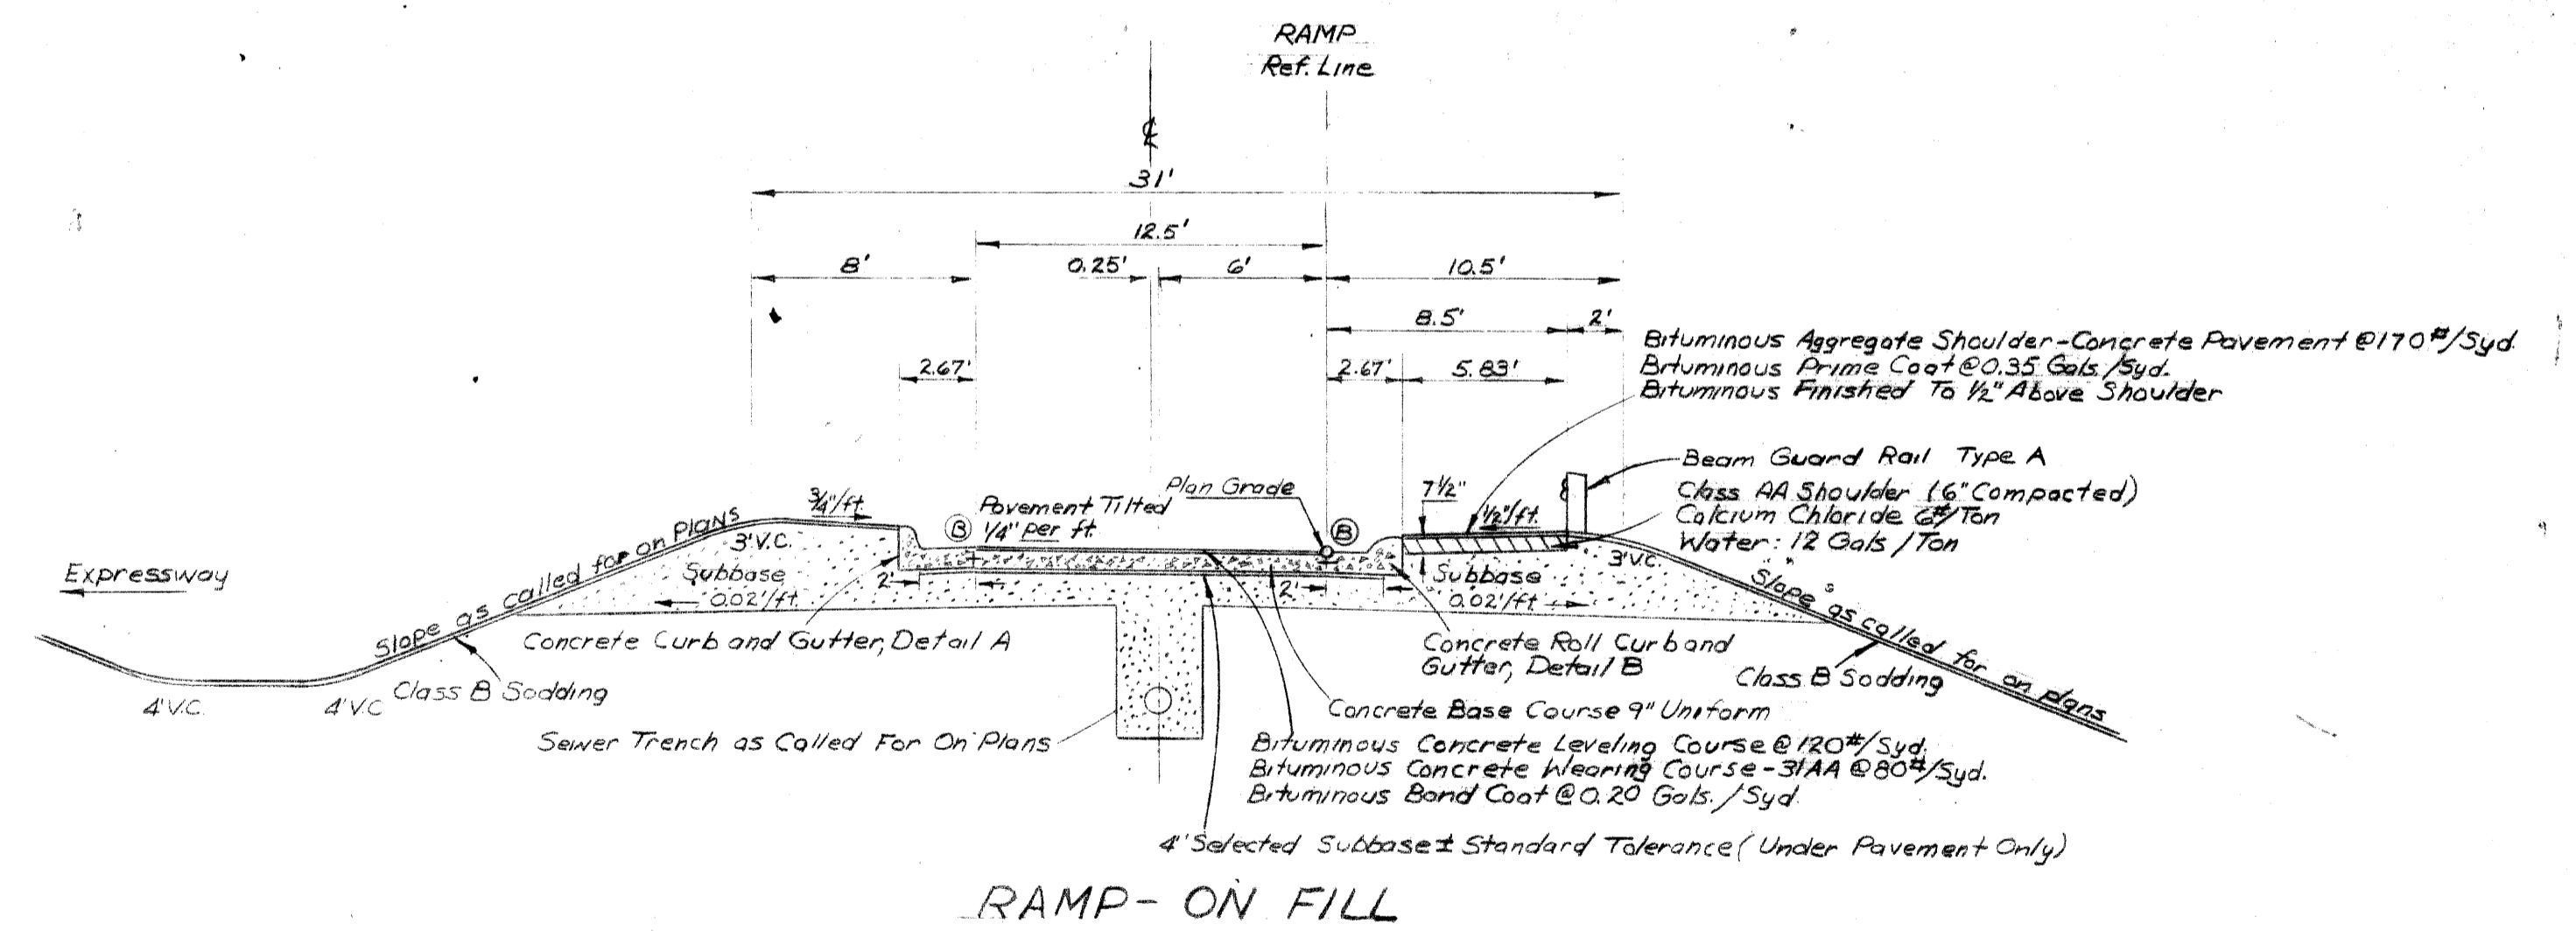 RAMP
Ref. Line
℄
31'
12.5'
8'
0.25'
6'
10.5'
8.5'
2'
2.67'
2.67'
5.83'
Bituminous Aggregate Shoulder-Concrete Pavement @170#/Syd.
Bituminous Prime Coat @0.35 Gals./Syd.
Bituminous Finished To 1/2" Above Shoulder
Beam Guard Rail Type A
Class AA Shoulder (6" Compacted)
Calcium Chloride 6#/Ton
Water: 12 Gals / Ton
3/4"/ft.
Plan Grade
7 1/2"
1/2"/ft.
Pavement Tilted
1/4" per ft.
B
B
3' V.C.
3' V.C.
Expressway
Slope as called for on plans
Subbase
0.02'/ft.
2'
2'
Subbase
0.02'/ft
Slope as called for on plans
Concrete Curb and Gutter, Detail A
Concrete Roll Curb and
Gutter, Detail B
Class B Sodding
Class B Sodding
4' V.C.
4' V.C
Concrete Base Course 9" Uniform
Sewer Trench as Called For On Plans
Bituminous Concrete Leveling Course @ 120#/Syd.
Bituminous Concrete Wearing Course-31AA @80#/Syd.
Bituminous Bond Coat @0.20 Gals./Syd.
4" Selected Subbase ± Standard Tolerance (Under Pavement Only)
RAMP- ON FILL